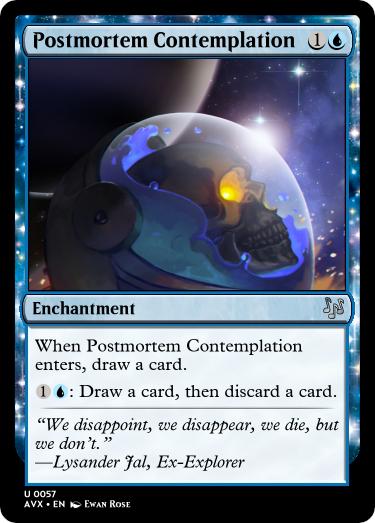 Postmortem Contemplation 1
Enchantment
When Postmortem Contemplation
enters, draw a card.
1 : Draw a card, then discard a card.
“We disappoint, we disappear, we die, but
we don’t.”
—Lysander Jal, Ex-Explorer
U 0057
AVX • EN Ewan Rose